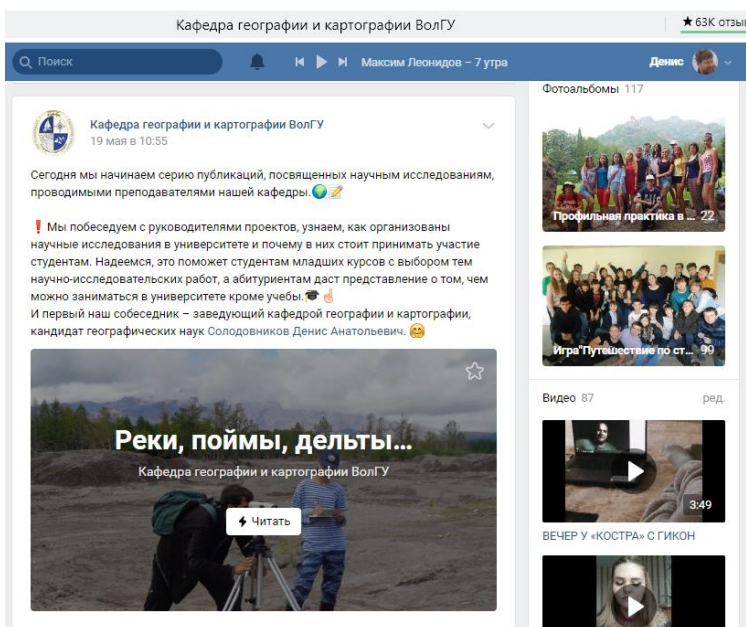 Кафедра географии и картографии ВолГУ
★ 63K отзы
Поиск
Максим Леонидов – 7 утра
Денис
Кафедра географии и картографии ВолГУ
19 мая в 10:55
Сегодня мы начинаем серию публикаций, посвященных научным исследованиям,
проводимыми преподавателями нашей кафедры.🌍📝
❗ Мы побеседуем с руководителями проектов, узнаем, как организованы
научные исследования в университете и почему в них стоит принимать участие
студентам. Надеемся, это поможет студентам младших курсов с выбором тем
научно-исследовательских работ, а абитуриентам даст представление о том, чем
можно заниматься в университете кроме учебы.🎓☝
И первый наш собеседник – заведующий кафедрой географии и картографии,
кандидат географических наук Солодовников Денис Анатольевич. 🤗
Реки, поймы, дельты...
Кафедра географии и картографии ВолГУ
Читать
Фотоальбомы 117
Профильная практика в ... 22
Игра"Путешествие по ст... 99
Видео 87 ред.
3:49
ВЕЧЕР У «КОСТРА» С ГИКОН